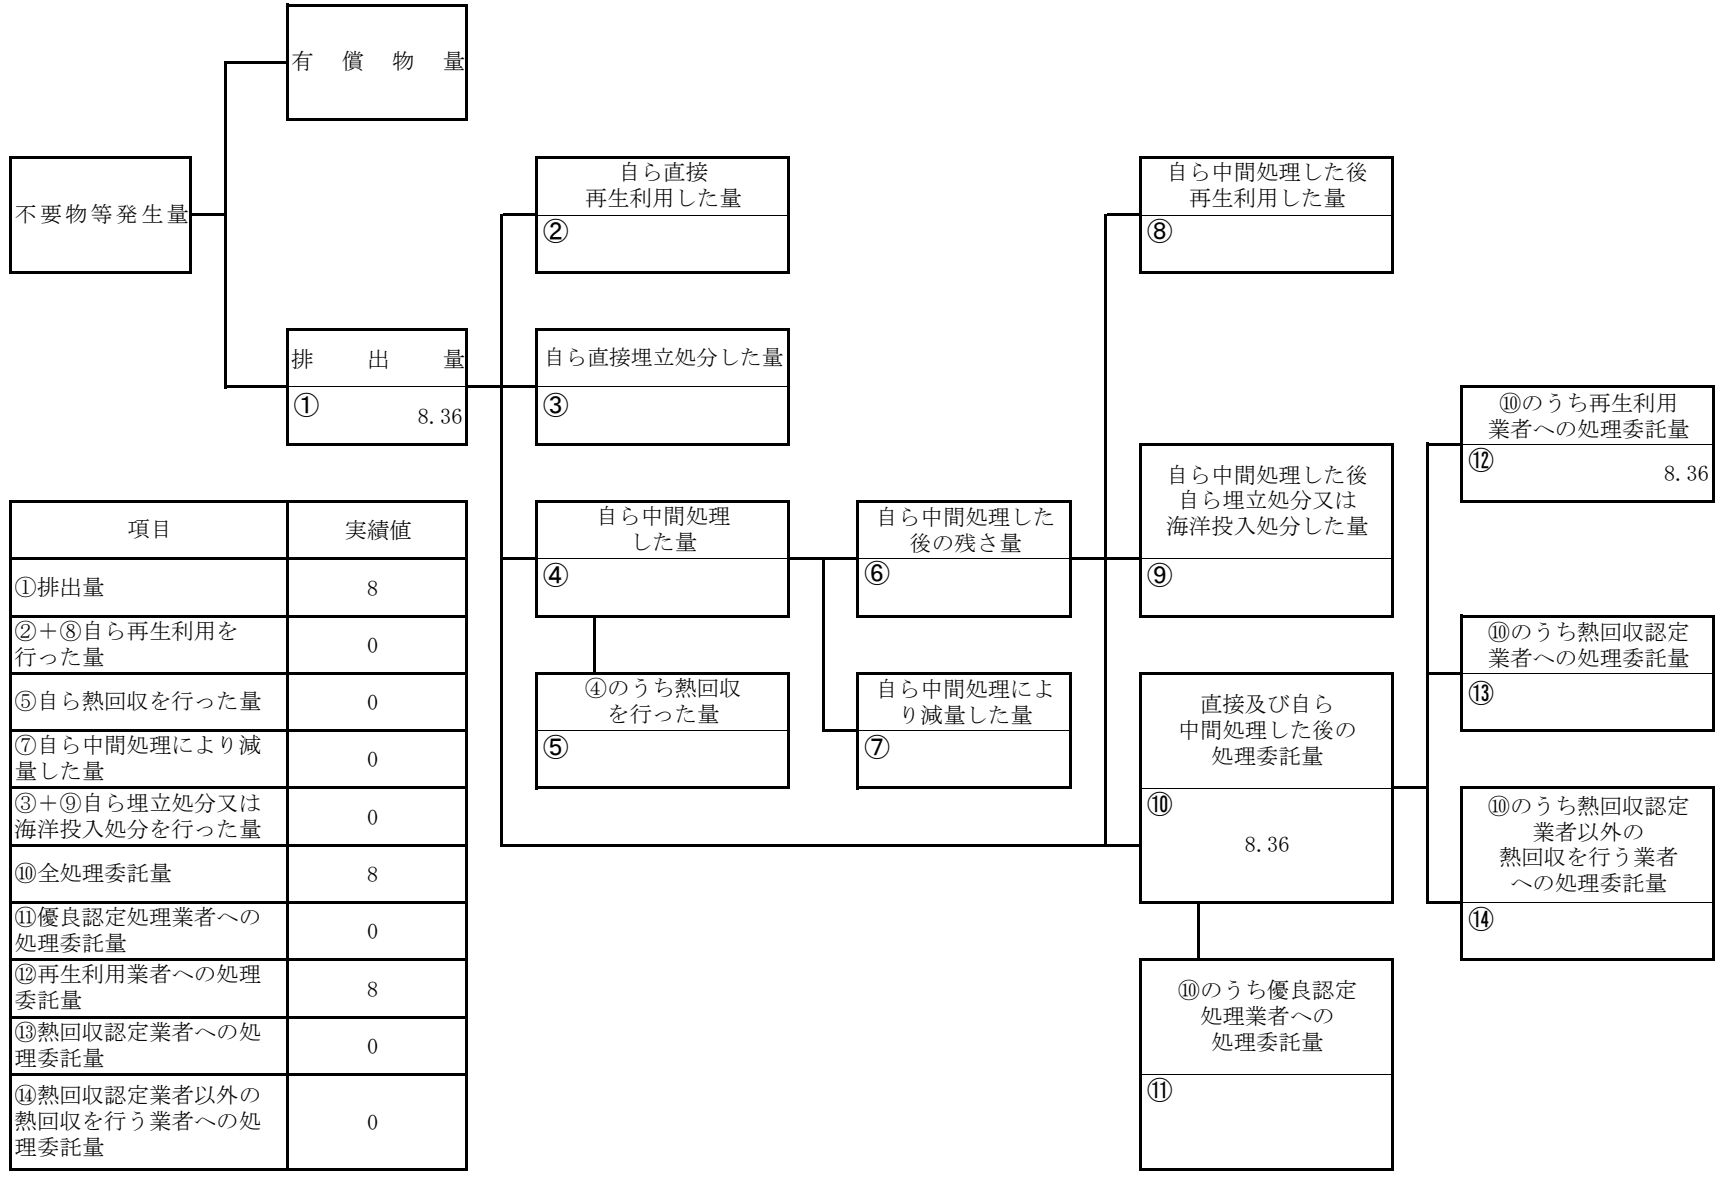 有償物量
不要物等発生量
自ら直接
再生利用した量
②
自ら中間処理した後
再生利用した量
⑧
排出量
①
8.36
自ら直接埋立処分した量
③
⑩のうち再生利用
業者への処理委託量
⑫
8.36
自ら中間処理
した量
④
自ら中間処理した
後の残さ量
⑥
自ら中間処理した後
自ら埋立処分又は
海洋投入処分した量
⑨
⑩のうち熱回収認定
業者への処理委託量
⑬
④のうち熱回収
を行った量
⑤
自ら中間処理によ
り減量した量
⑦
直接及び自ら
中間処理した後の
処理委託量
⑩
8.36
⑩のうち熱回収認定
業者以外の
熱回収を行う業者
への処理委託量
⑭
⑩のうち優良認定
処理業者への
処理委託量
⑪
項目 実績値
①排出量 8
②＋⑧自ら再生利用を
行った量 0
⑤自ら熱回収を行った量 0
⑦自ら中間処理により減
量した量 0
③＋⑨自ら埋立処分又は
海洋投入処分を行った量 0
⑩全処理委託量 8
⑪優良認定処理業者への
処理委託量 0
⑫再生利用業者への処理
委託量 8
⑬熱回収認定業者への処
理委託量 0
⑭熱回収認定業者以外の
熱回収を行う業者への処
理委託量 0